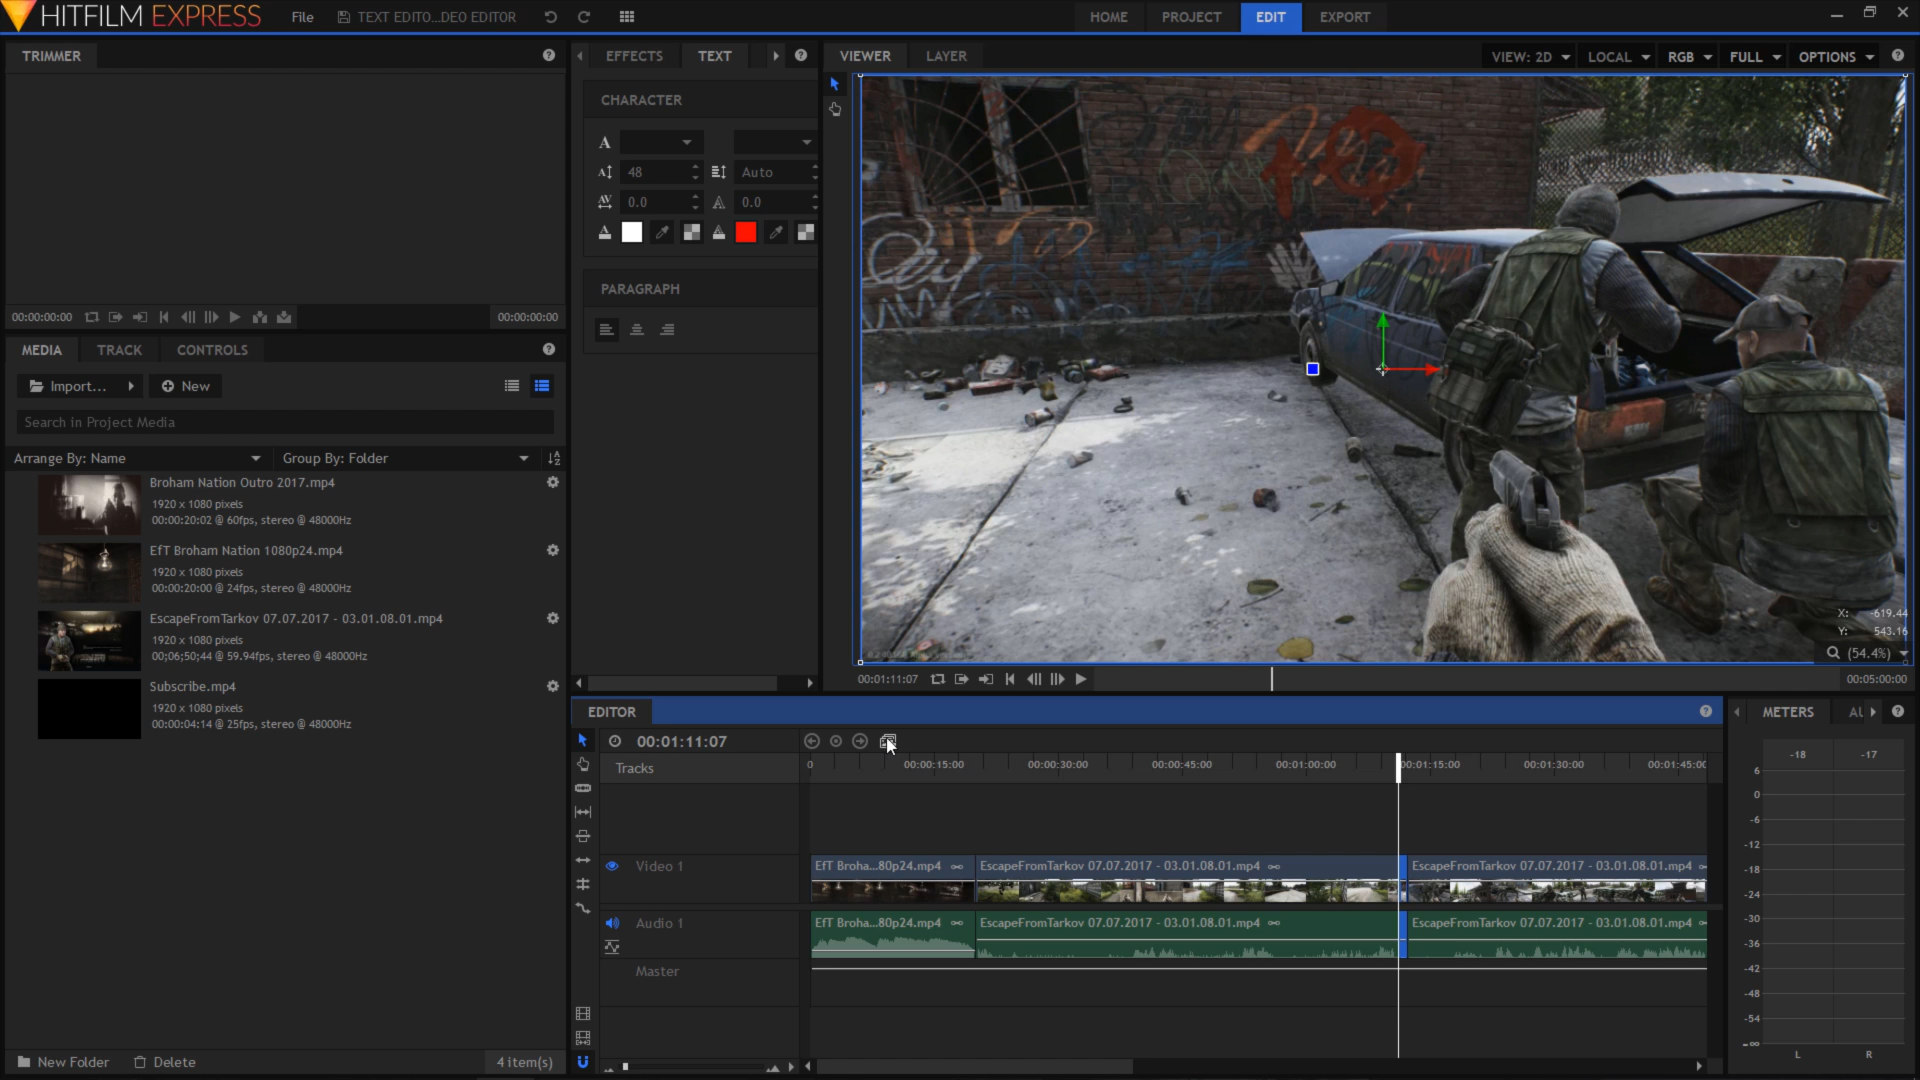 HITFILM EXPRESS
File
TEXT EDITO...DEO EDITOR
HOME
PROJECT
EDIT
EXPORT
TRIMMER
00:00:00:00
00:00:00:00
EFFECTS
TEXT
CHARACTER
48
Auto
0.0
0.0
PARAGRAPH
VIEWER
LAYER
VIEW: 2D
LOCAL
RGB
FULL
OPTIONS
X: -619.44
Y: 543.16
(54.4%)
00:01:11:07
00:05:00:00
MEDIA
TRACK
CONTROLS
Import...
New
Search in Project Media
Arrange By: Name
Group By: Folder
Broham Nation Outro 2017.mp4
1920 x 1080 pixels
00:00:20:02 @ 60fps, stereo @ 48000Hz
EfT Broham Nation 1080p24.mp4
1920 x 1080 pixels
00:00:20:00 @ 24fps, stereo @ 48000Hz
EscapeFromTarkov 07.07.2017 - 03.01.08.01.mp4
1920 x 1080 pixels
00;06;50;44 @ 59.94fps, stereo @ 48000Hz
Subscribe.mp4
1920 x 1080 pixels
00:00:04:14 @ 25fps, stereo @ 48000Hz
New Folder
Delete
4 item(s)
EDITOR
00:01:11:07
Tracks
0
00:00:15:00
00:00:30:00
00:00:45:00
00:01:00:00
00:01:15:00
00:01:30:00
00:01:45:00
Video 1
EfT Broha...80p24.mp4
EscapeFromTarkov 07.07.2017 - 03.01.08.01.mp4
EscapeFromTarkov 07.07.2017 - 03.01.08.01.mp4
Audio 1
EfT Broha...80p24.mp4
EscapeFromTarkov 07.07.2017 - 03.01.08.01.mp4
EscapeFromTarkov 07.07.2017 - 03.01.08.01.mp4
Master
METERS
AU
-18
-17
6
0
-6
-12
-18
-24
-30
-36
-42
-48
-54
-∞
L
R